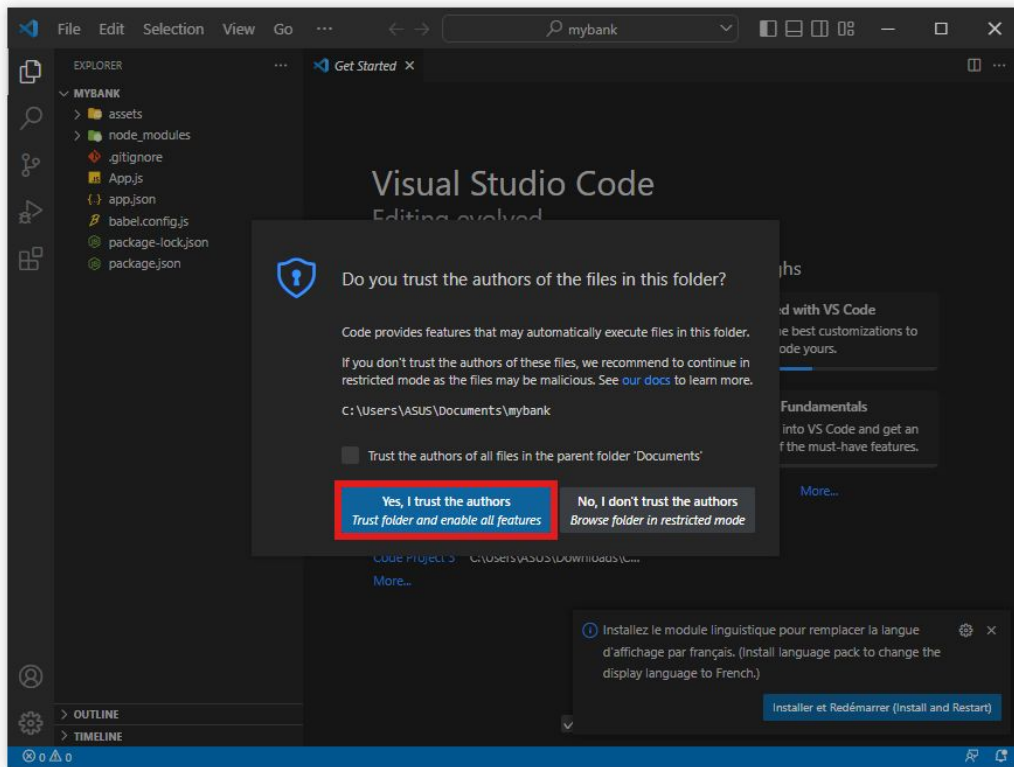 File Edit Selection View Go ··· mybank
EXPLORER ···
Get Started
MYBANK
assets
node_modules
.gitignore
App.js
app.json
babel.config.js
package-lock.json
package.json
Visual Studio Code
Editing evolved
Do you trust the authors of the files in this folder?
Code provides features that may automatically execute files in this folder.
If you don't trust the authors of these files, we recommend to continue in
restricted mode as the files may be malicious. See our docs to learn more.
C:\Users\ASUS\Documents\mybank
Trust the authors of all files in the parent folder 'Documents'
Yes, I trust the authors
Trust folder and enable all features
No, I don't trust the authors
Browse folder in restricted mode
with VS Code
best customizations to
yours.
Fundamentals
into VS Code and get an
the must-have features.
More...
Code Project 3 C:\Users\ASUS\Downloads\C...
More...
Installez le module linguistique pour remplacer la langue
d'affichage par français. (Install language pack to change the
display language to French.)
Installer et Redémarrer (Install and Restart)
OUTLINE
TIMELINE
0 0